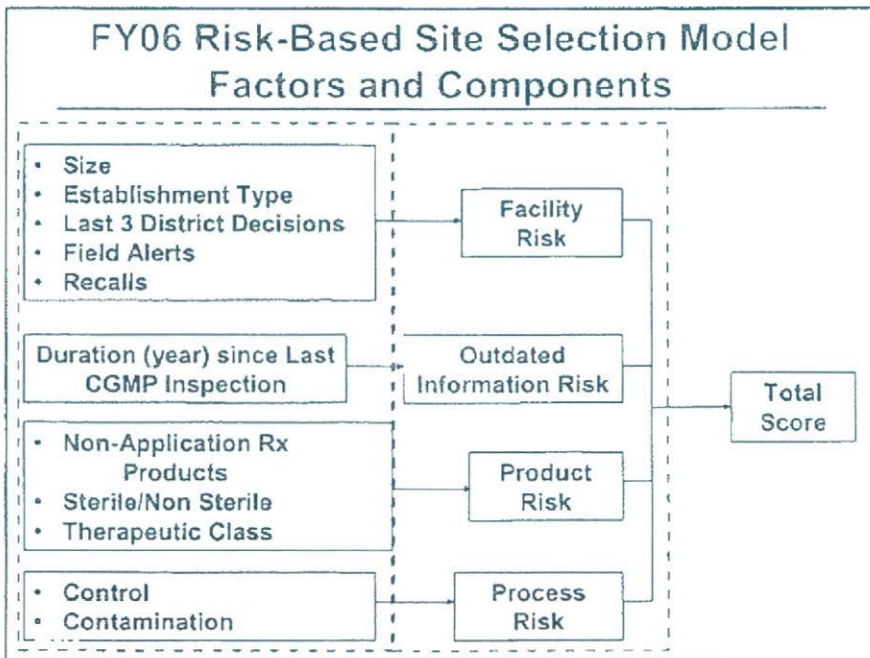 FY06 Risk-Based Site Selection Model
Factors and Components
• Size
• Establishment Type
• Last 3 District Decisions
• Field Alerts
• Recalls
Facility
Risk
Duration (year) since Last
CGMP Inspection
Outdated
Information Risk
Total
Score
• Non-Application Rx
Products
• Sterile/Non Sterile
• Therapeutic Class
Product
Risk
• Control
• Contamination
Process
Risk